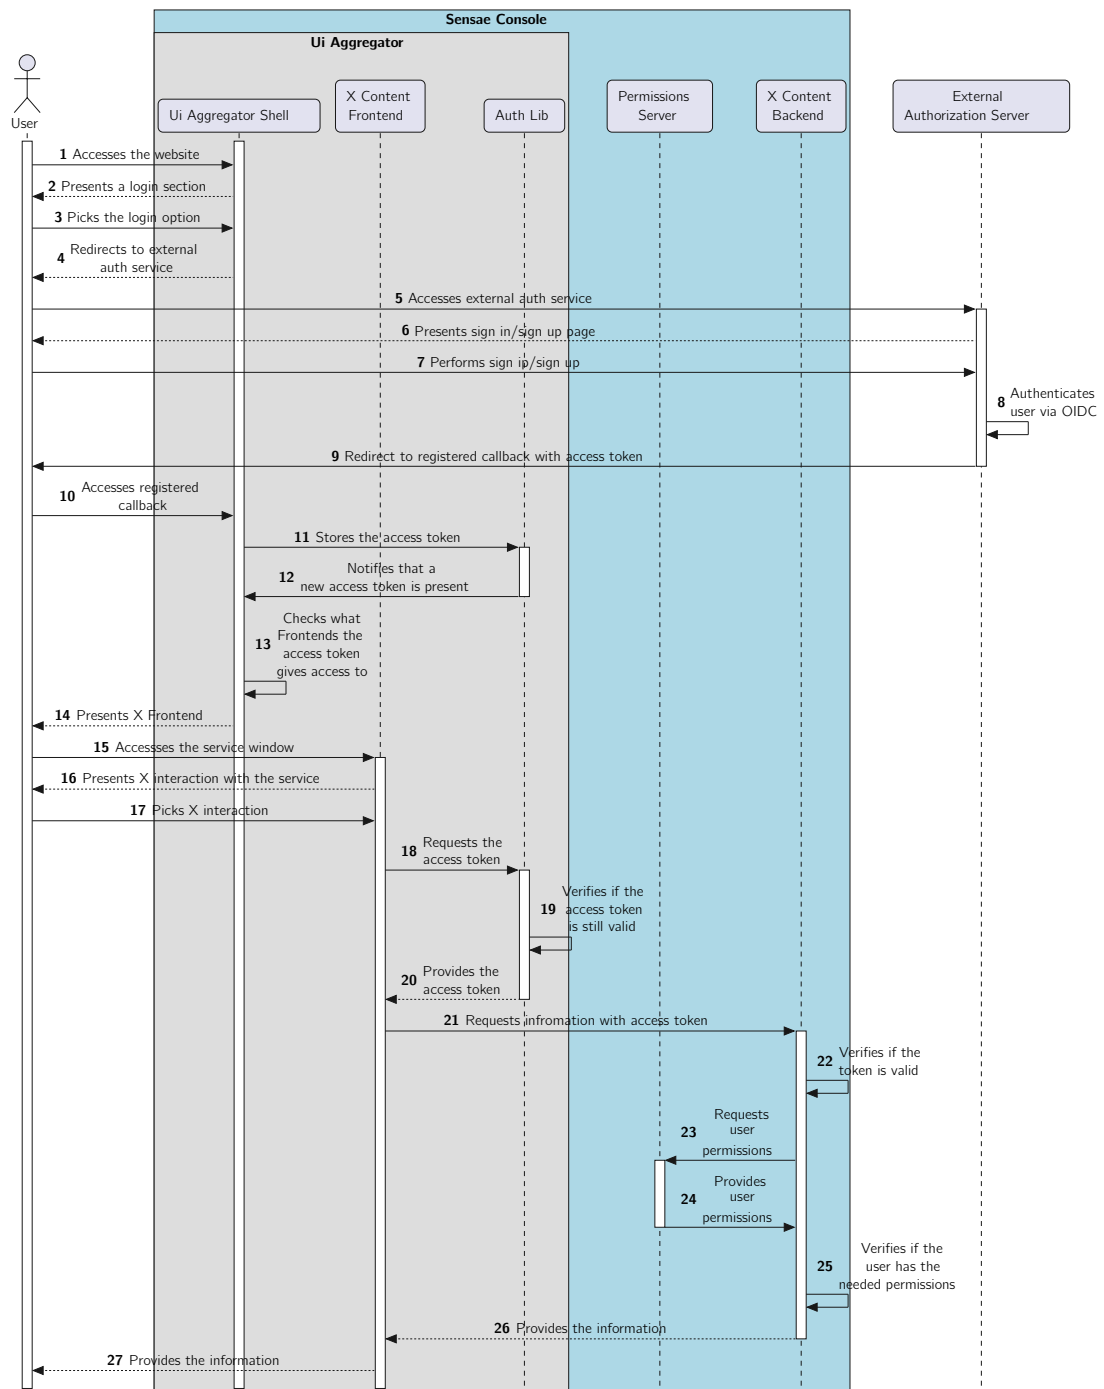 Sensae Console
Ui Aggregator
User
Ui Aggregator Shell
X Content
Frontend
Auth Lib
Permissions
Server
X Content
Backend
External
Authorization Server
1 Accesses the website
2 Presents a login section
3 Picks the login option
4 Redirects to external
auth service
5 Accesses external auth service
6 Presents sign in/sign up page
7 Performs sign in/sign up
8 Authenticates
user via OIDC
9 Redirect to registered callback with access token
10 Accesses registered
callback
11 Stores the access token
12 Notifies that a
new access token is present
13 Checks what
Frontends the
access token
gives access to
14 Presents X Frontend
15 Accessses the service window
16 Presents X interaction with the service
17 Picks X interaction
18 Requests the
access token
19 Verifies if the
access token
is still valid
20 Provides the
access token
21 Requests infromation with access token
22 Verifies if the
token is valid
23 Requests
user
permissions
24 Provides
user
permissions
25 Verifies if the
user has the
needed permissions
26 Provides the information
27 Provides the information